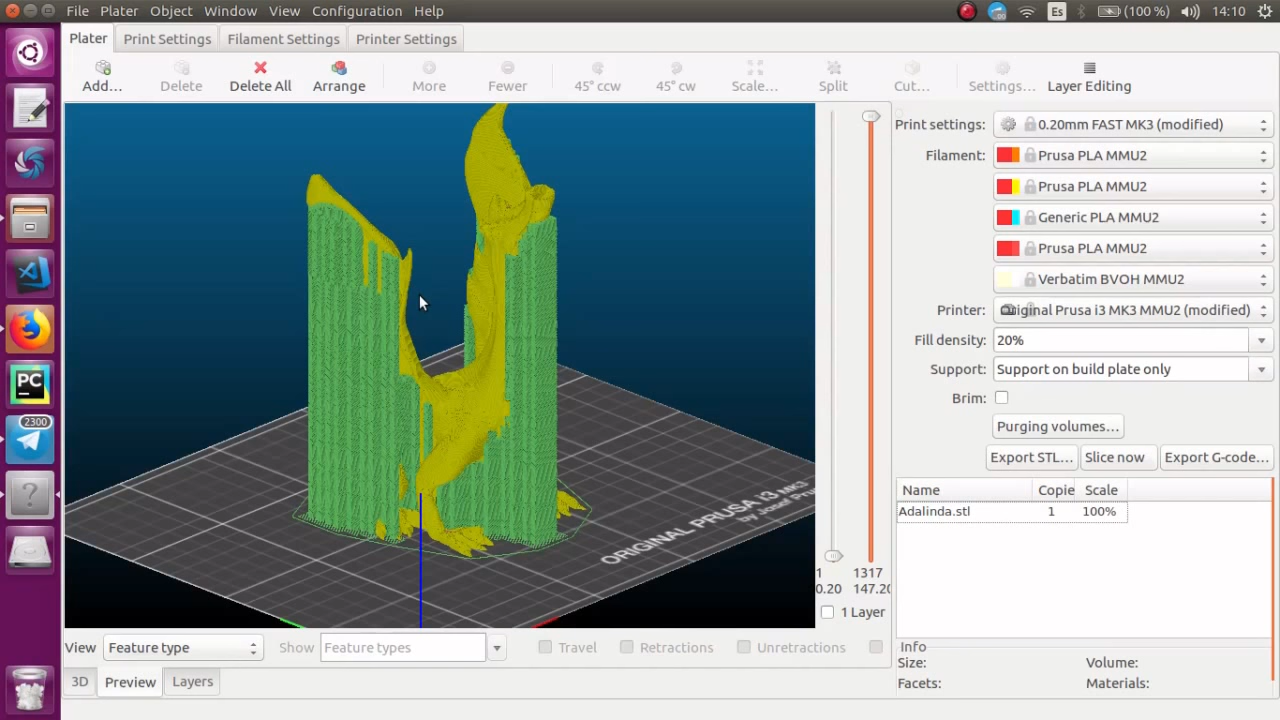 File Plater Object Window View Configuration Help Es (100 %) 14:10
Plater Print Settings Filament Settings Printer Settings
Add... Delete Delete All Arrange More Fewer 45° ccw 45° cw Scale... Split Cut... Settings... Layer Editing
Print settings: 0.20mm FAST MK3 (modified)
Filament: Prusa PLA MMU2
Prusa PLA MMU2
Generic PLA MMU2
Prusa PLA MMU2
Verbatim BVOH MMU2
Printer: Original Prusa i3 MK3 MMU2 (modified)
Fill density: 20%
Support: Support on build plate only
Brim:
Purging volumes...
Export STL... Slice now Export G-code...
Name Copie Scale
Adalinda.stl 1 100%
2300
PC
ORIGINAL PRUSA i3 MK3
by Josef Prus
1 1317
0.20 147.20
1 Layer
View Feature type Show Feature types Travel Retractions Unretractions
Info
Size: Volume:
Facets: Materials:
3D Preview Layers